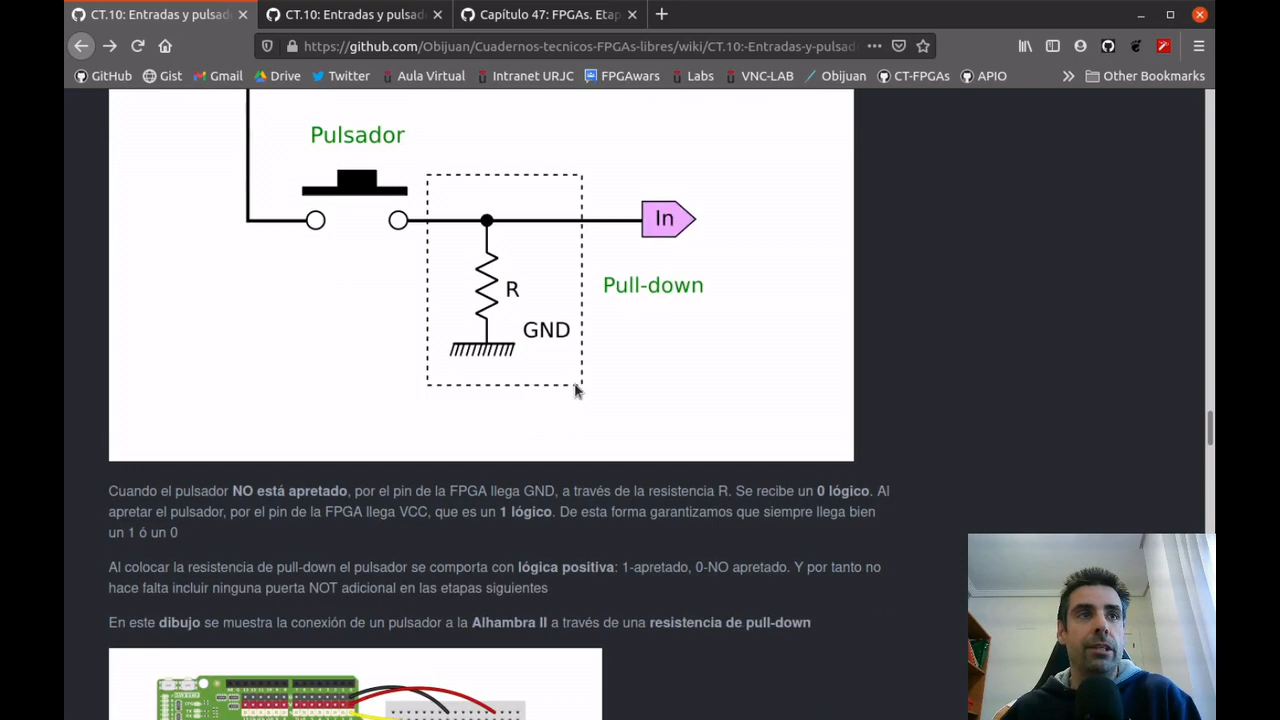 CT.10: Entradas y pulsad
CT.10: Entradas y pulsad
Capítulo 47: FPGAs. Etap
https://github.com/Obijuan/Cuadernos-tecnicos-FPGAs-libres/wiki/CT.10:-Entradas-y-pulsad
GitHub Gist Gmail Drive Twitter Aula Virtual Intranet URJC FPGAwars Labs VNC-LAB Obijuan CT-FPGAs APIO Other Bookmarks
Pulsador
In
R
Pull-down
GND
Cuando el pulsador NO está apretado, por el pin de la FPGA llega GND, a través de la resistencia R. Se recibe un 0 lógico. Al
apretar el pulsador, por el pin de la FPGA llega VCC, que es un 1 lógico. De esta forma garantizamos que siempre llega bien
un 1 ó un 0
Al colocar la resistencia de pull-down el pulsador se comporta con lógica positiva: 1-apretado, 0-NO apretado. Y por tanto no
hace falta incluir ninguna puerta NOT adicional en las etapas siguientes
En este dibujo se muestra la conexión de un pulsador a la Alhambra II a través de una resistencia de pull-down